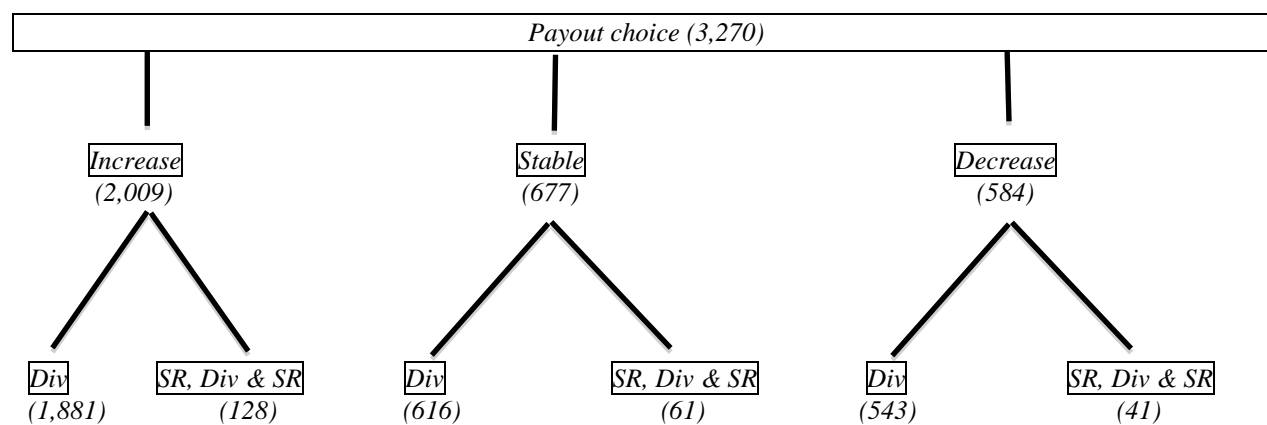 Payout choice (3,270)
Increase Stable Decrease
(2,009) (677) (584)
Div SR, Div & SR Div SR, Div & SR Div SR, Div & SR
(1,881) (128) (616) (61) (543) (41)